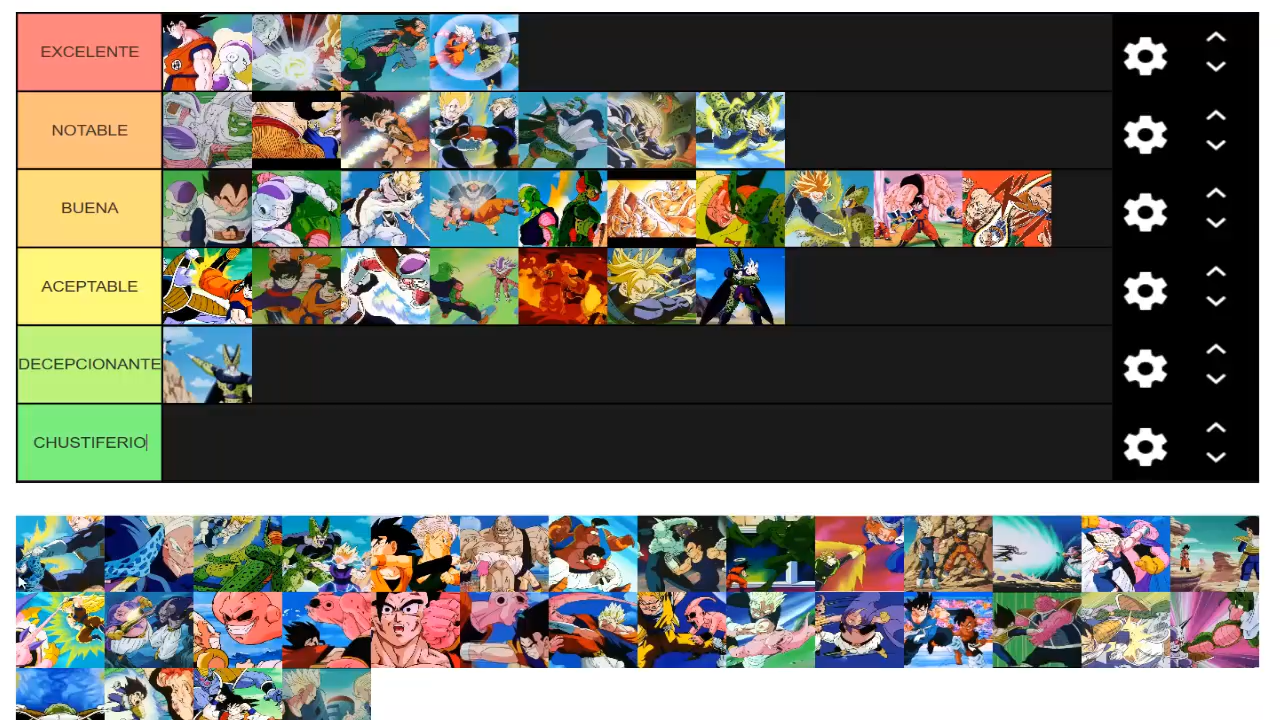 EXCELENTE
NOTABLE
BUENA
ACEPTABLE
DECEPCIONANTE
CHUSTIFERIO